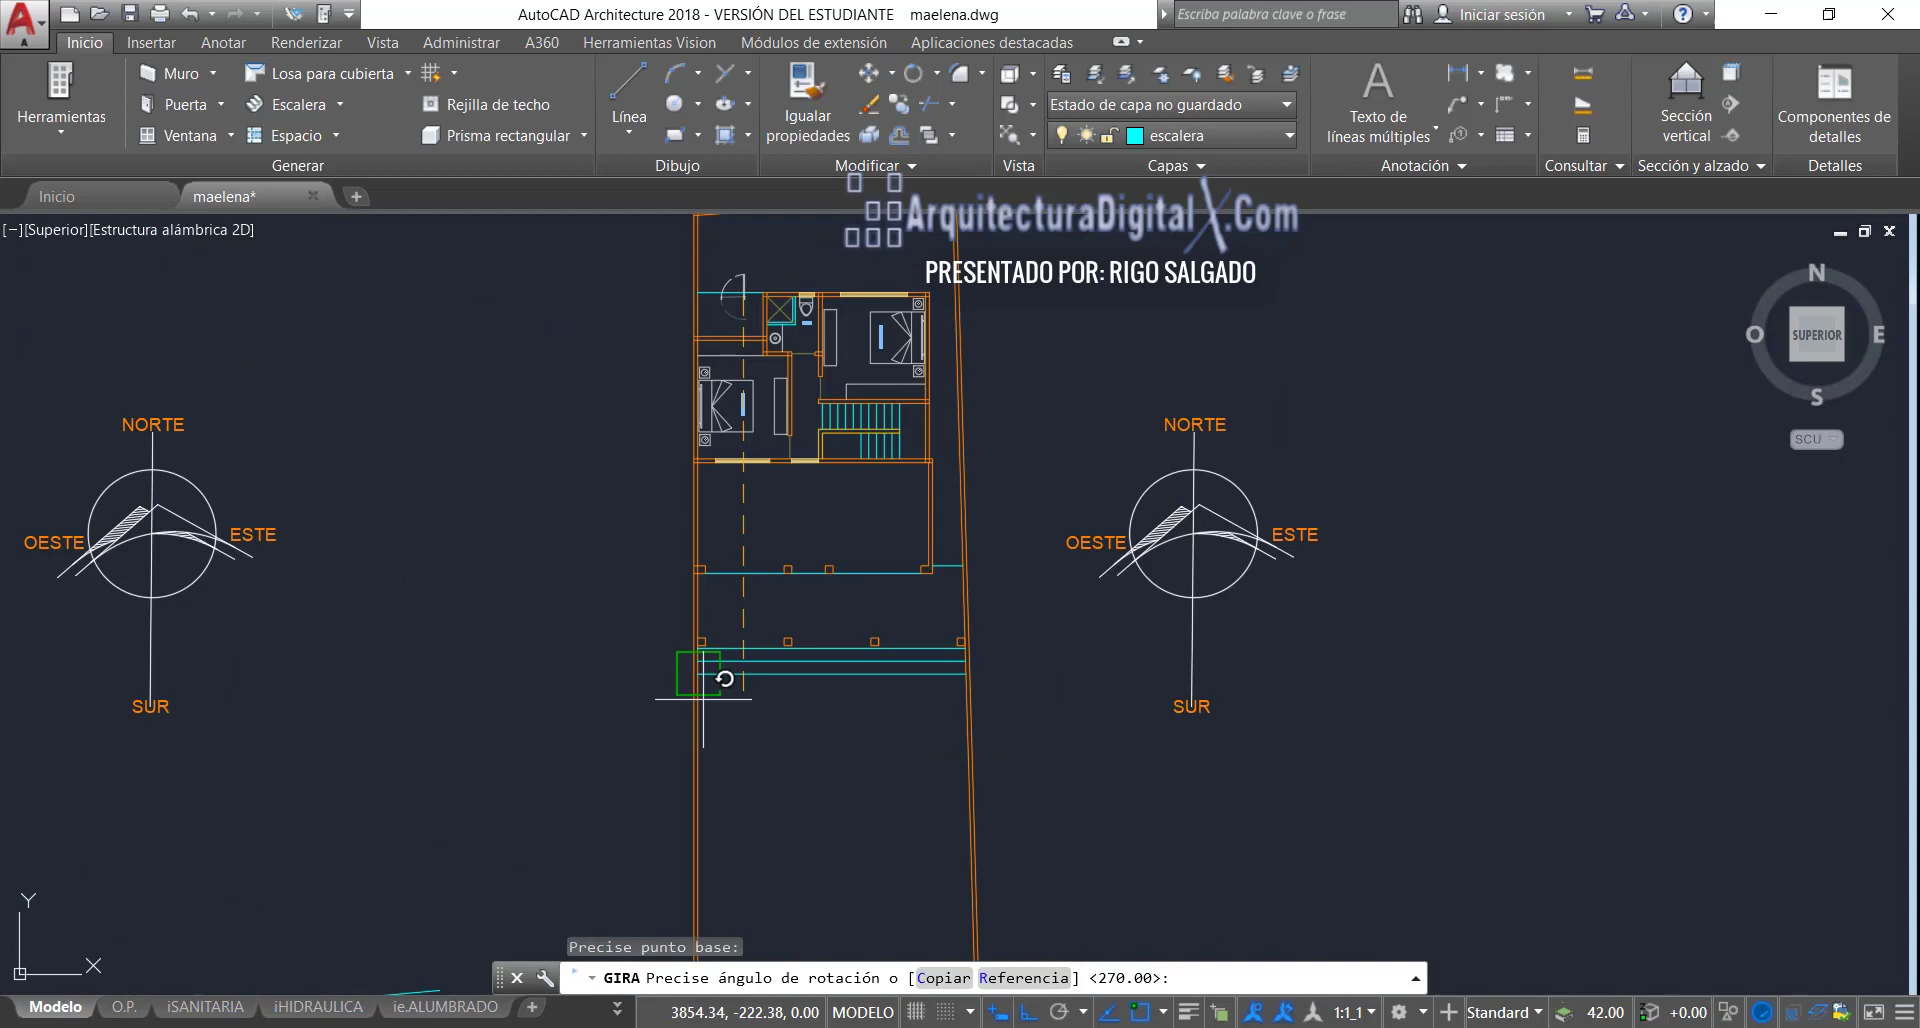 AutoCAD Architecture 2018 - VERSIÓN DEL ESTUDIANTE maelena.dwg
Escriba palabra clave o frase
Iniciar sesión
Inicio Insertar Anotar Renderizar Vista Administrar A360 Herramientas Vision Módulos de extensión Aplicaciones destacadas
Muro Losa para cubierta
Puerta Escalera Rejilla de techo
Ventana Espacio Prisma rectangular
Herramientas
Línea
Igualar propiedades
Estado de capa no guardado
escalera
Texto de líneas múltiples
Sección vertical
Componentes de detalles
Generar Dibujo Modificar Vista Capas Anotación Consultar Sección y alzado Detalles
Inicio maelena*
ArquitecturaDigitalX.Com
[−][Superior][Estructura alámbrica 2D]
PRESENTADO POR: RIGO SALGADO
N
O SUPERIOR E
S
SCU
NORTE
OESTE ESTE
SUR
NORTE
OESTE ESTE
SUR
Y
X
Precise punto base:
GIRA Precise ángulo de rotación o [Copiar Referencia] <270.00>:
Modelo O.P. iSANITARIA iHIDRAULICA ie.ALUMBRADO
3854.34, -222.38, 0.00 MODELO
1:1_1
Standard
42.00
+0.00